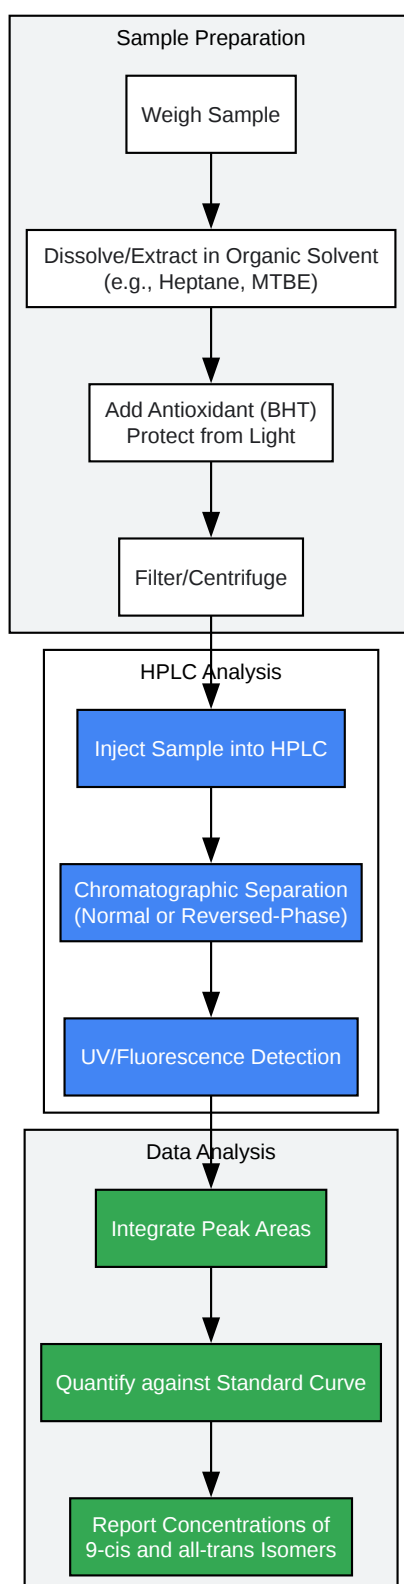 Sample Preparation
Weigh Sample
Dissolve/Extract in Organic Solvent
(e.g., Heptane, MTBE)
Add Antioxidant (BHT)
Protect from Light
Filter/Centrifuge
HPLC Analysis
Inject Sample into HPLC
Chromatographic Separation
(Normal or Reversed-Phase)
UV/Fluorescence Detection
Data Analysis
Integrate Peak Areas
Quantify against Standard Curve
Report Concentrations of
9-cis and all-trans Isomers